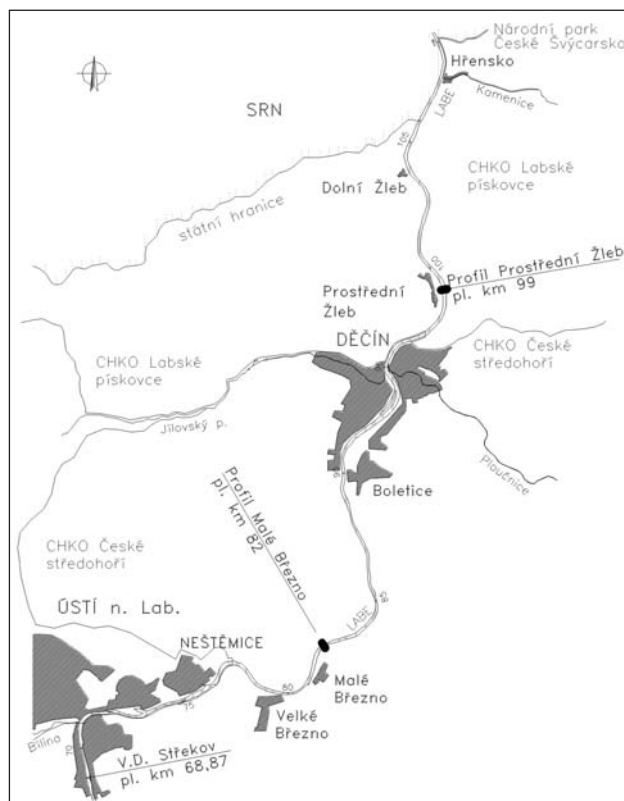 Národní park
České Švýcarsko
Hřensko
Kamenice
LABE
SRN
105
CHKO Labské
pískovce
Dolní Žleb
státní hranice
100
Profil Prostřední Žleb
pl. km 99
Prostřední
Žleb
DĚČÍN
CHKO České
středohoří
CHKO Labské
pískovce
Jílovský p.
Ploučnice
Boletice
Profil Malé Březno
pl. km 82
CHKO České
středohoří
85
LABE
ÚSTÍ n. Lab.
NEŠTĚMICE
80
Malé
Březno
75
Velké
Březno
Bílina
70
V.D. Střekov
pl. km 68,87